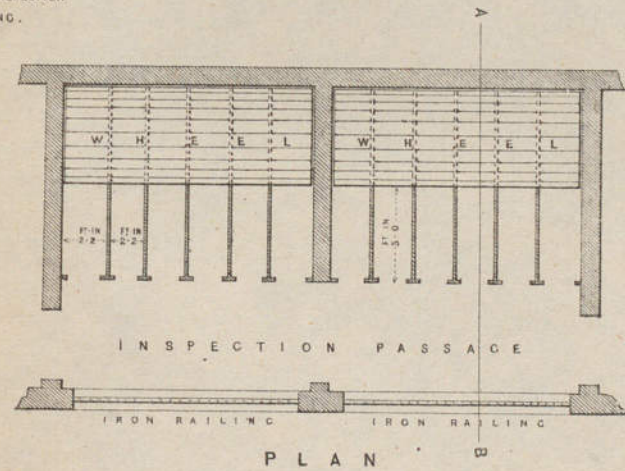 NG.
A
W H E E L
W H E E L
FT. IN
2.2
FT. IN
2.2
FT. IN
3.0
INSPECTION PASSAGE
IRON RAILING
IRON RAILING
B
PLAN